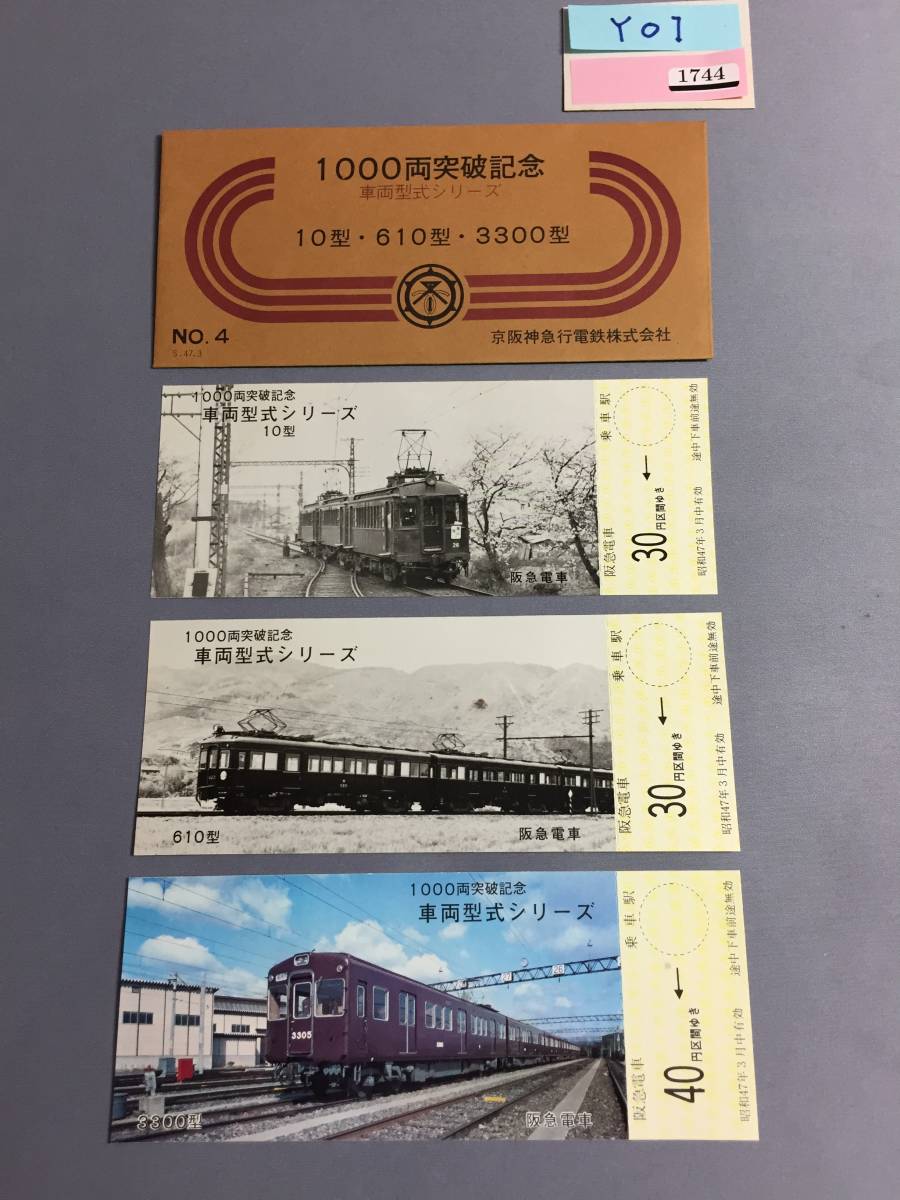 YOI
1744
1000両突破記念
車両型式シリーズ
10型・610型・3300型
NO.4
S.47.3
京阪神急行電鉄株式会社
1000両突破記念
車両型式シリーズ
10型
阪急電車
乗車駅
阪急電車
30円区間ゆき
途中下車前途無効
昭和47年3月中有効
1000両突破記念
車両型式シリーズ
610型
阪急電車
乗車駅
阪急電車
30円区間ゆき
途中下車前途無効
昭和47年3月中有効
1000両突破記念
車両型式シリーズ
27
26
3305
3300型
阪急電車
乗車駅
阪急電車
40円区間ゆき
途中下車前途無効
昭和47年3月中有効